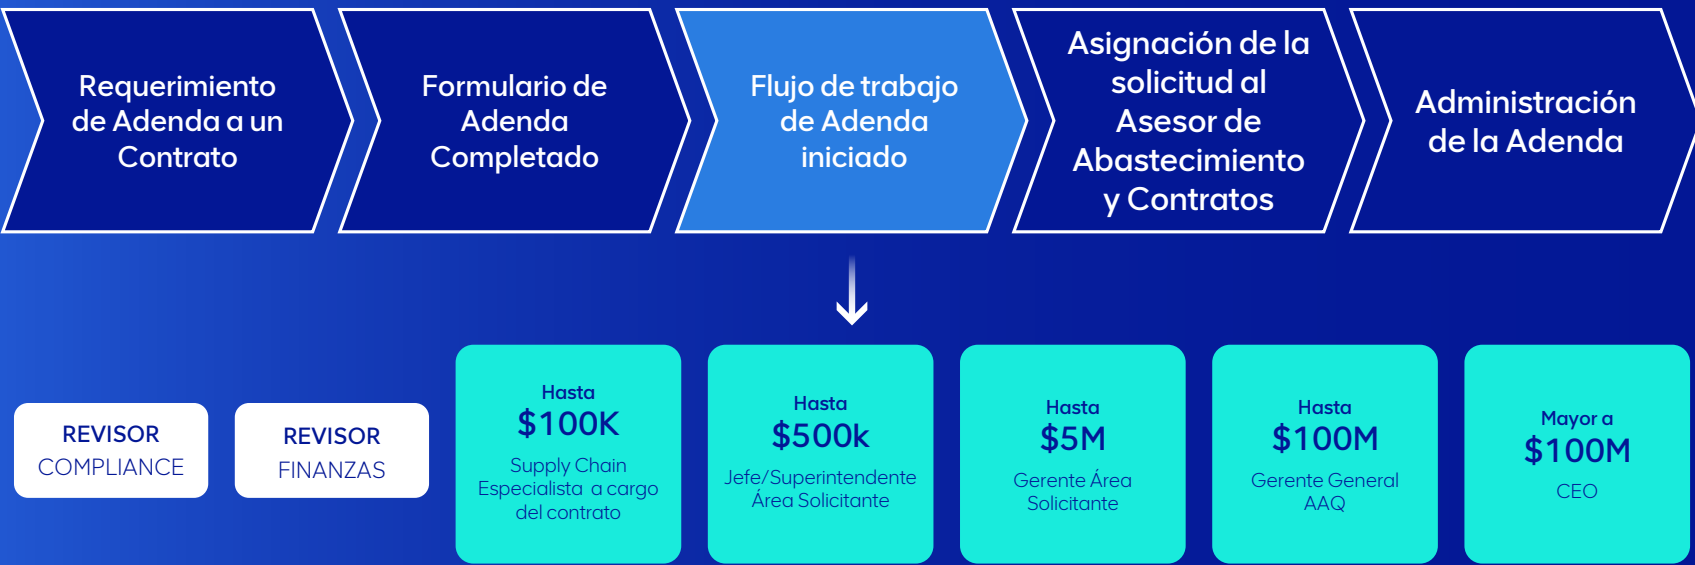 Requerimiento
de Adenda a un
Contrato
Formulario de
Adenda
Completado
Flujo de trabajo
de Adenda
iniciado
Asignación de la
solicitud al
Asesor de
Abastecimiento
y Contratos
Administración
de la Adenda
REVISOR
COMPLIANCE
REVISOR
FINANZAS
Hasta
$100K
Supply Chain
Especialista a cargo
del contrato
Hasta
$500k
Jefe/Superintendente
Área Solicitante
Hasta
$5M
Gerente Área
Solicitante
Hasta
$100M
Gerente General
AAQ
Mayor a
$100M
CEO